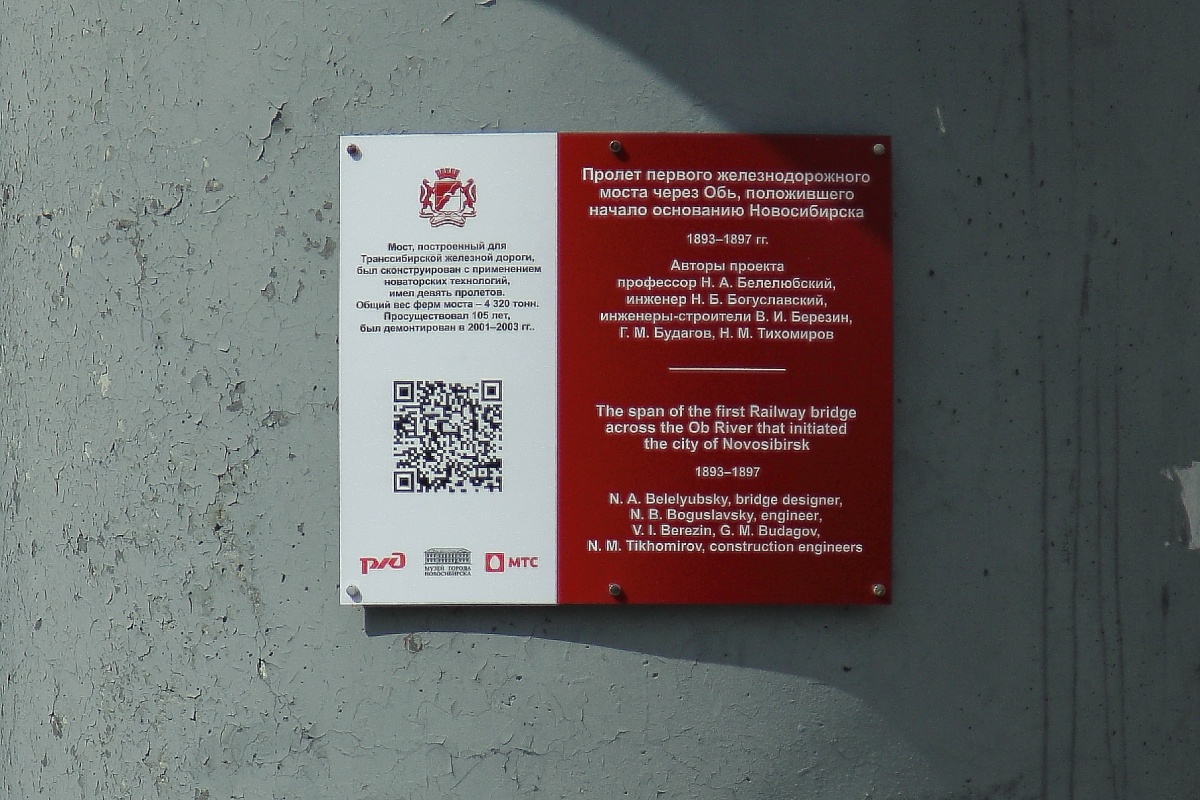 Мост, построенный для
Транссибирской железной дороги,
был сконструирован с применением
новаторских технологий,
имел девять пролетов.
Общий вес ферм моста – 4 320 тонн.
Просуществовал 105 лет,
был демонтирован в 2001–2003 гг..
ржд
МУЗЕЙ ГОРОДА
НОВОСИБИРСКА
МТС
Пролет первого железнодорожного
моста через Обь, положившего
начало основанию Новосибирска
1893–1897 гг.
Авторы проекта
профессор Н. А. Белелюбский,
инженер Н. Б. Богуславский,
инженеры-строители В. И. Березин,
Г. М. Будагов, Н. М. Тихомиров
The span of the first Railway bridge
across the Ob River that initiated
the city of Novosibirsk
1893–1897
N. A. Belelyubsky, bridge designer,
N. B. Boguslavsky, engineer,
V. I. Berezin, G. M. Budagov,
N. M. Tikhomirov, construction engineers